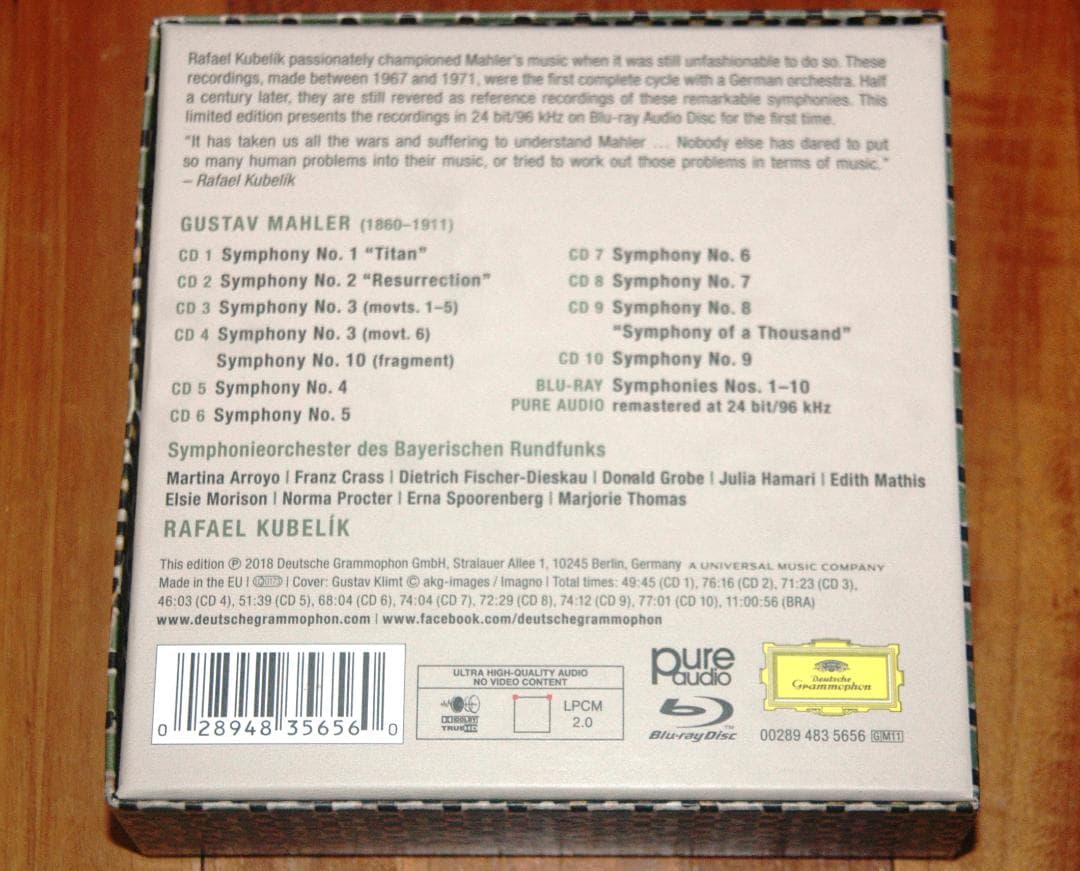 Rafael Kubelík passionately championed Mahler's music when it was still unfashionable to do so. These
recordings, made between 1967 and 1971, were the first complete cycle with a German orchestra. Half
a century later, they are still revered as reference recordings of these remarkable symphonies. This
limited edition presents the recordings in 24 bit/96 kHz on Blu-ray Audio Disc for the first time.
"It has taken us all the wars and suffering to understand Mahler … Nobody else has dared to put
so many human problems into their music, or tried to work out those problems in terms of music."
– Rafael Kubelík
GUSTAV MAHLER (1860–1911)
CD 1 Symphony No. 1 "Titan"
CD 2 Symphony No. 2 "Resurrection"
CD 3 Symphony No. 3 (movts. 1–5)
CD 4 Symphony No. 3 (movt. 6)
Symphony No. 10 (fragment)
CD 5 Symphony No. 4
CD 6 Symphony No. 5
CD 7 Symphony No. 6
CD 8 Symphony No. 7
CD 9 Symphony No. 8
"Symphony of a Thousand"
CD 10 Symphony No. 9
BLU-RAY Symphonies Nos. 1–10
PURE AUDIO remastered at 24 bit/96 kHz
Symphonieorchester des Bayerischen Rundfunks
Martina Arroyo | Franz Crass | Dietrich Fischer-Dieskau | Donald Grobe | Julia Hamari | Edith Mathis
Elsie Morison | Norma Procter | Erna Spoorenberg | Marjorie Thomas
RAFAEL KUBELÍK
This edition ℗ 2018 Deutsche Grammophon GmbH, Stralauer Allee 1, 10245 Berlin, Germany A UNIVERSAL MUSIC COMPANY
Made in the EU | | Cover: Gustav Klimt © akg-images / Imagno | Total times: 49:45 (CD 1), 76:16 (CD 2), 71:23 (CD 3),
46:03 (CD 4), 51:39 (CD 5), 68:04 (CD 6), 74:04 (CD 7), 72:29 (CD 8), 74:12 (CD 9), 77:01 (CD 10), 11:00:56 (BRA)
www.deutschegrammophon.com | www.facebook.com/deutschegrammophon
0 28948 35656 0
ULTRA HIGH-QUALITY AUDIO
NO VIDEO CONTENT
DOLBY
TRUEHD
LPCM
2.0
pure
audio
Blu-ray Disc
TM
Deutsche
Grammophon
00289 483 5656 GM11